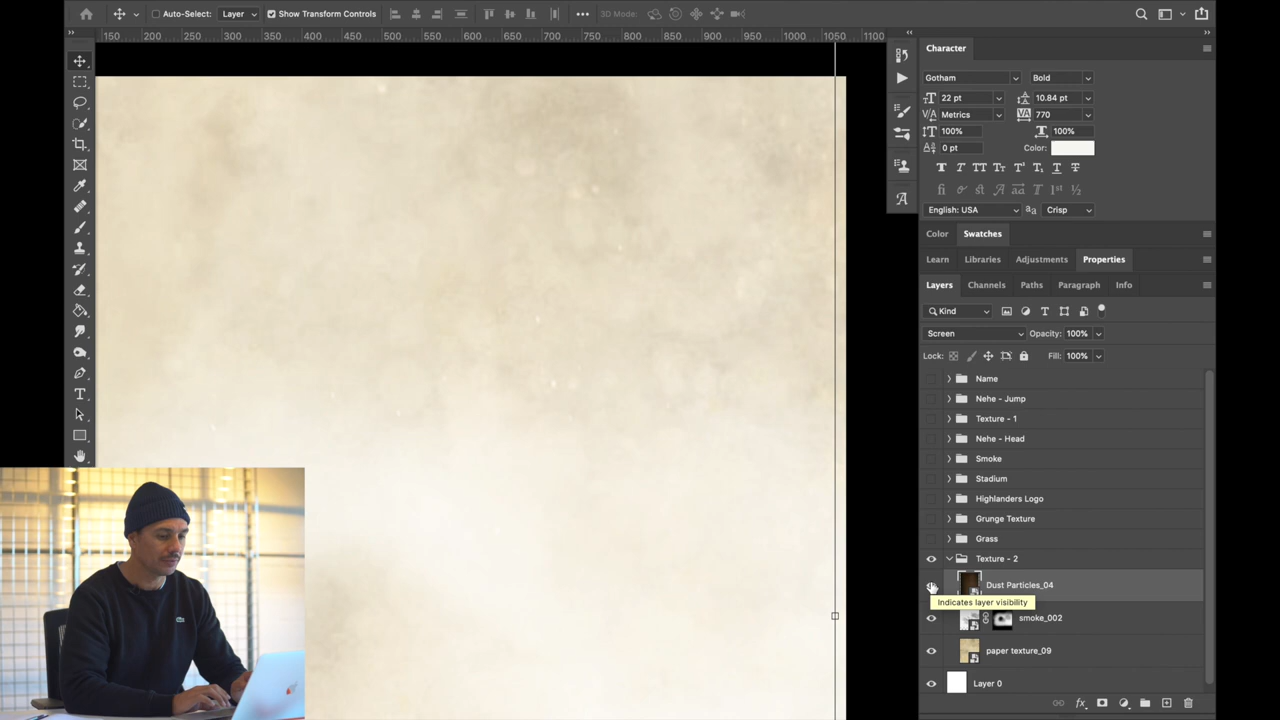 Auto-Select: Layer Show Transform Controls 3D Mode:
150 200 250 300 350 400 450 500 550 600 650 700 750 800 850 900 950 1000 1050 1100
Character
Gotham Bold
22 pt 10.84 pt
Metrics 770
100% 100%
0 pt Color:
English: USA Crisp
Color Swatches
Learn Libraries Adjustments Properties
Layers Channels Paths Paragraph Info
Kind
Screen Opacity: 100%
Lock: Fill: 100%
Name
Nehe - Jump
Texture - 1
Nehe - Head
Smoke
Stadium
Highlanders Logo
Grunge Texture
Grass
Texture - 2
Dust Particles_04
Indicates layer visibility
smoke_002
paper texture_09
Layer 0